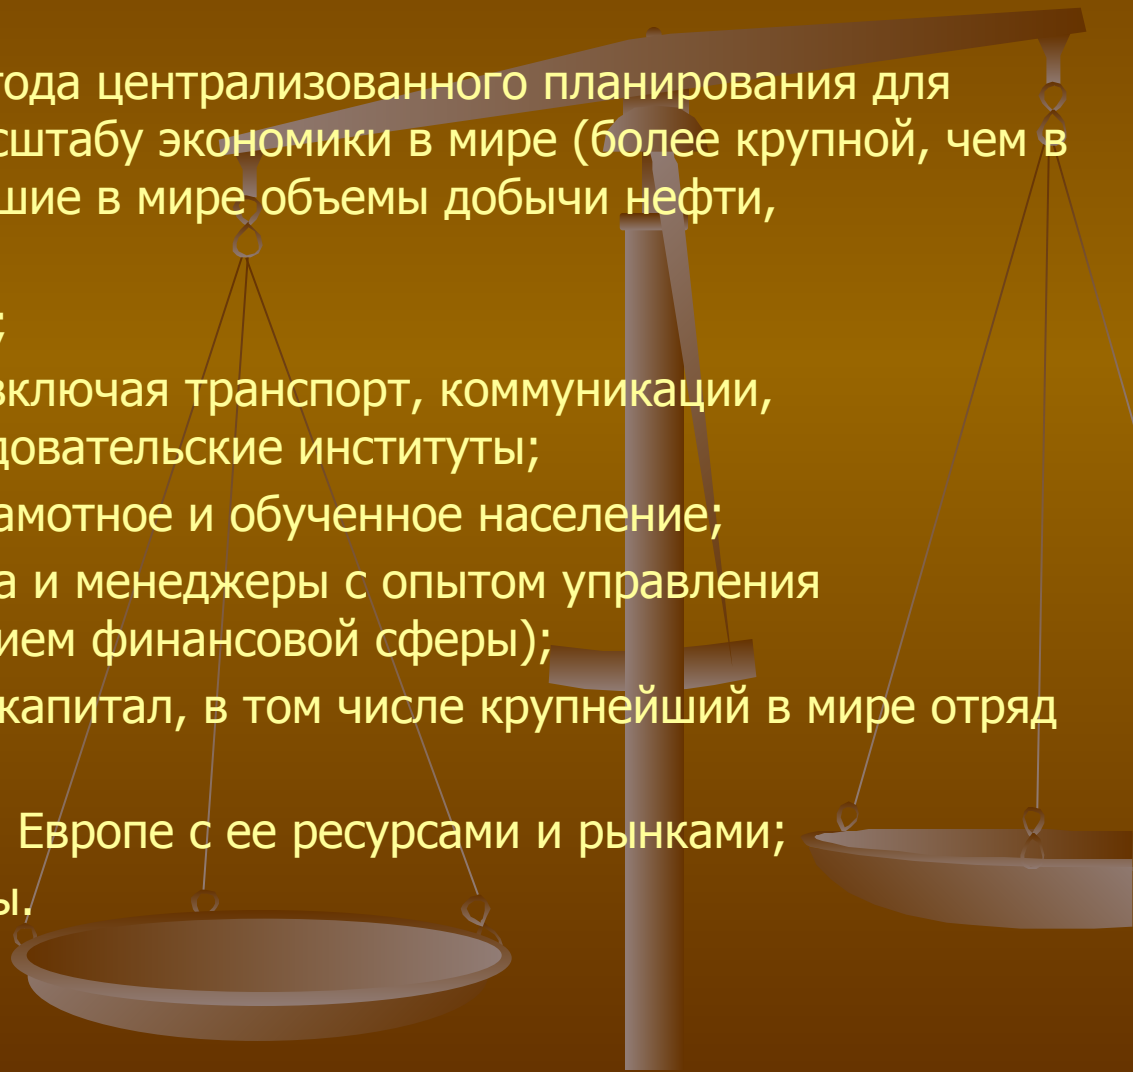 года централизованного планирования для
сштабу экономики в мире (более крупной, чем в
шие в мире объемы добычи нефти,
;
включая транспорт, коммуникации,
довательские институты;
амотное и обученное население;
а и менеджеры с опытом управления
ием финансовой сферы);
капитал, в том числе крупнейший в мире отряд
Европе с ее ресурсами и рынками;
ы.